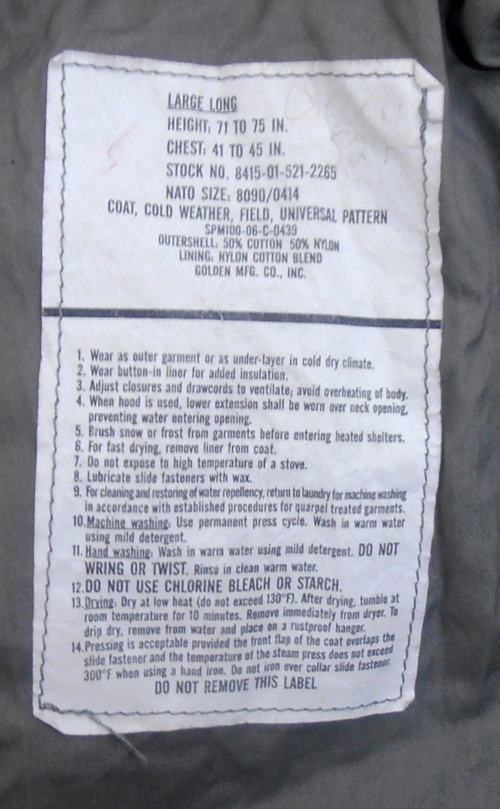 LARGE LONG
HEIGHT: 71 TO 75 IN.
CHEST: 41 TO 45 IN.
STOCK NO. 8415-01-521-2265
NATO SIZE: 8090/0414
COAT, COLD WEATHER, FIELD, UNIVERSAL PATTERN
SPM100-06-C-0439
OUTERSHELL: 50% COTTON 50% NYLON
LINING: NYLON COTTON BLEND
GOLDEN MFG. CO., INC.
1. Wear as outer garment or as under-layer in cold dry climate.
2. Wear button-in liner for added insulation.
3. Adjust closures and drawcords to ventilate; avoid overheating of body.
4. When hood is used, lower extension shall be worn over neck opening,
preventing water entering opening.
5. Brush snow or frost from garments before entering heated shelters.
6. For fast drying, remove liner from coat.
7. Do not expose to high temperature of a stove.
8. Lubricate slide fasteners with wax.
9. For cleaning and restoring of water repellency, return to laundry for machine washing
in accordance with established procedures for quarpel treated garments.
10. Machine washing: Use permanent press cycle. Wash in warm water
using mild detergent.
11. Hand washing: Wash in warm water using mild detergent. DO NOT
WRING OR TWIST. Rinse in clean warm water.
12. DO NOT USE CHLORINE BLEACH OR STARCH.
13. Drying: Dry at low heat (do not exceed 130°F). After drying, tumble at
room temperature for 10 minutes. Remove immediately from dryer. To
drip dry, remove from water and place on a rustproof hanger.
14. Pressing is acceptable provided the front flap of the coat overlaps the
slide fastener and the temperature of the steam press does not exceed
300°F when using a hand iron. Do not iron over collar slide fastener.
DO NOT REMOVE THIS LABEL